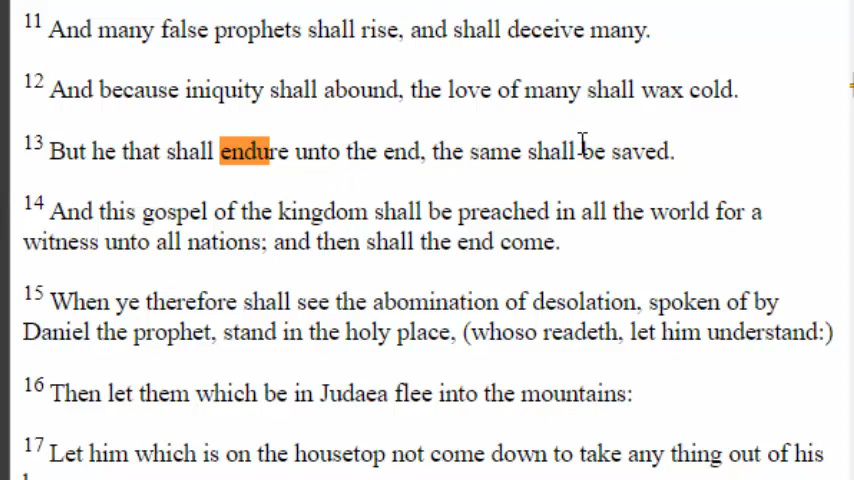 11 And many false prophets shall rise, and shall deceive many.
12 And because iniquity shall abound, the love of many shall wax cold.
13 But he that shall endure unto the end, the same shall be saved.
14 And this gospel of the kingdom shall be preached in all the world for a
witness unto all nations; and then shall the end come.
15 When ye therefore shall see the abomination of desolation, spoken of by
Daniel the prophet, stand in the holy place, (whoso readeth, let him understand:)
16 Then let them which be in Judaea flee into the mountains:
17 Let him which is on the housetop not come down to take any thing out of his